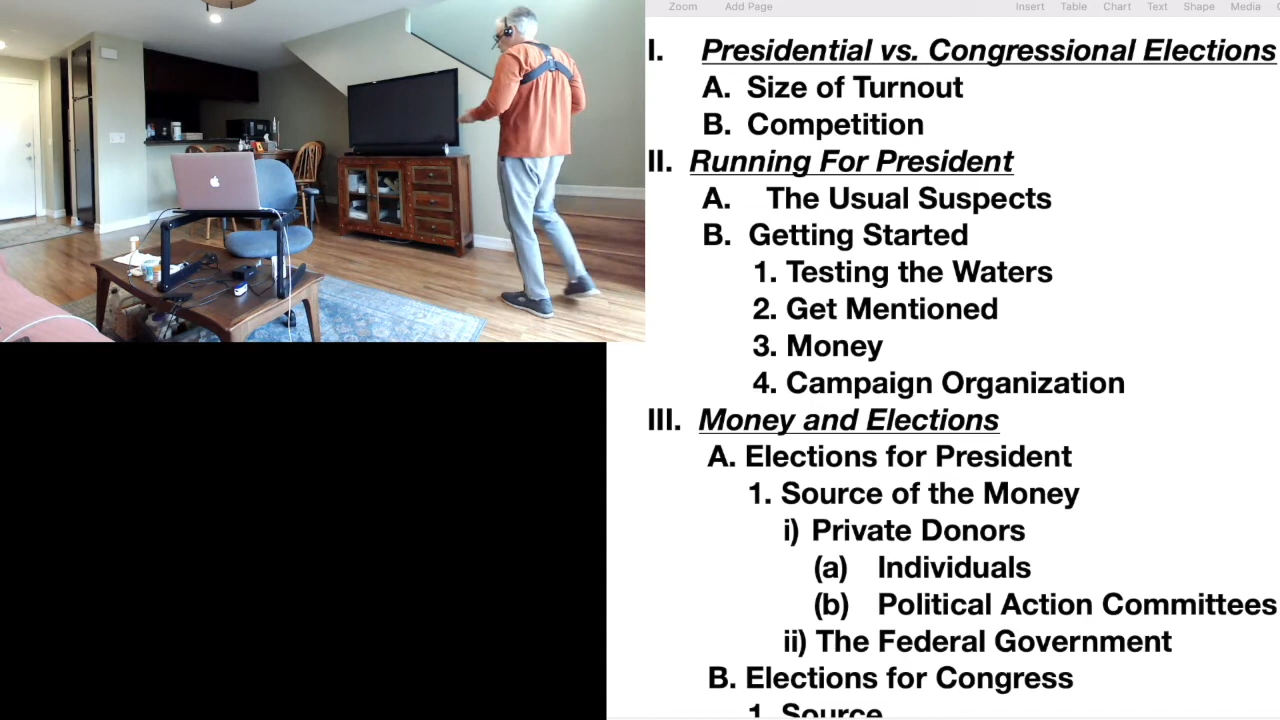 Zoom Add Page Insert Table Chart Text Shape Media
I. Presidential vs. Congressional Elections
A. Size of Turnout
B. Competition
II. Running For President
A. The Usual Suspects
B. Getting Started
1. Testing the Waters
2. Get Mentioned
3. Money
4. Campaign Organization
III. Money and Elections
A. Elections for President
1. Source of the Money
i) Private Donors
(a) Individuals
(b) Political Action Committees
ii) The Federal Government
B. Elections for Congress
1. Source